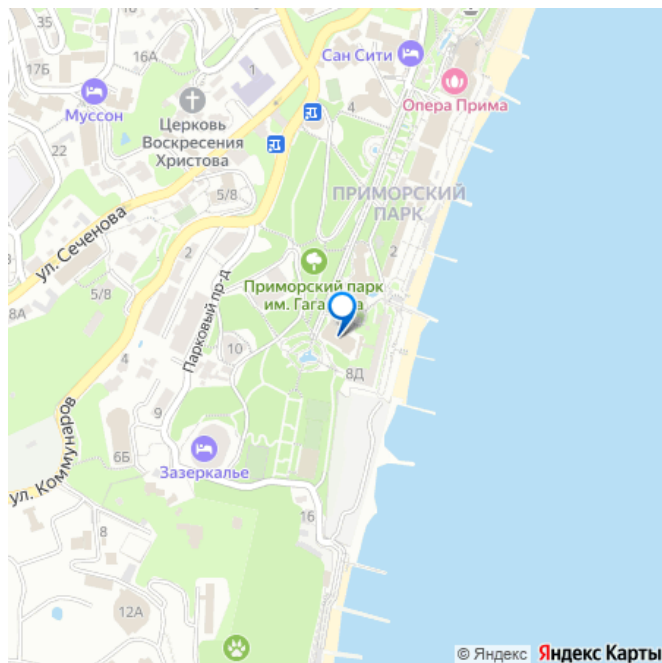 35
16А
17Б
1
Сан Сити
Муссон
4
Опера Прима
Церковь
Воскресения
Христова
22
5/8
ПРИМОРСКИЙ
ПАРК
ул. Сеченова
2
2
Приморский парк
им. Гага
а
5/8
8А
Парковый пр-д
10
4
8Д
9
ул. Коммунаров
6Б
Зазеркалье
16
8
12А
© Яндекс Яндекс Карты